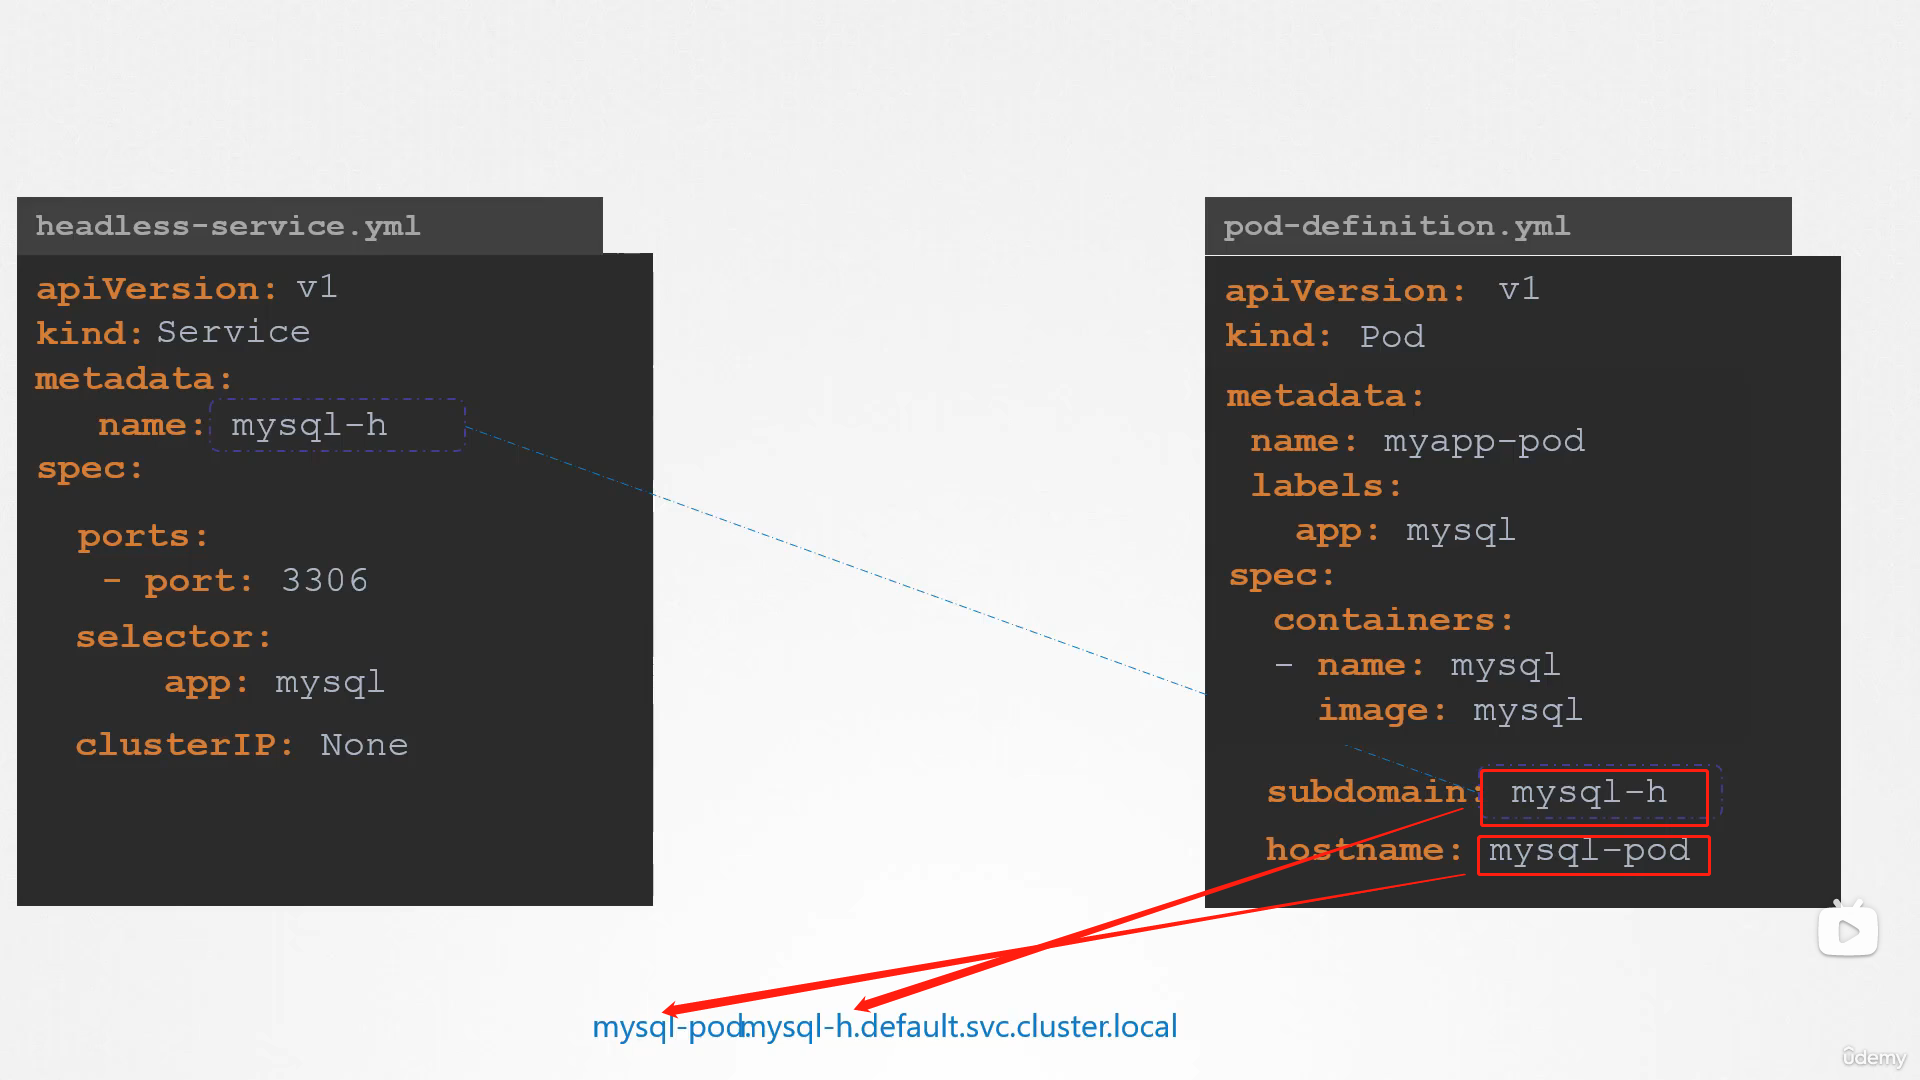 headless-service.yml
apiVersion: v1
kind: Service
metadata:
name: mysql-h
spec:
ports:
- port: 3306
selector:
app: mysql
clusterIP: None
pod-definition.yml
apiVersion: v1
kind: Pod
metadata:
name: myapp-pod
labels:
app: mysql
spec:
containers:
- name: mysql
image: mysql
subdomain: mysql-h
hostname: mysql-pod
mysql-pod.mysql-h.default.svc.cluster.local
ûdemy